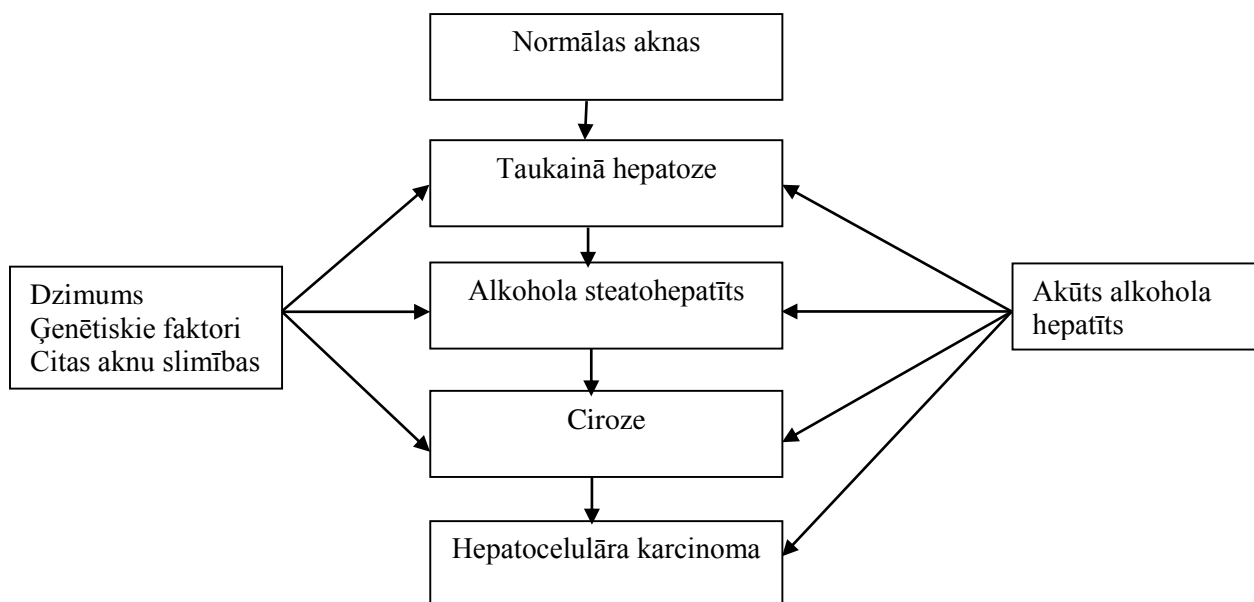 Normālas aknas
Taukainā hepatoze
Dzimums
Ģenētiskie faktori
Citas aknu slimības
Alkohola steatohepatīts
Akūts alkohola
hepatīts
Ciroze
Hepatocelulāra karcinoma